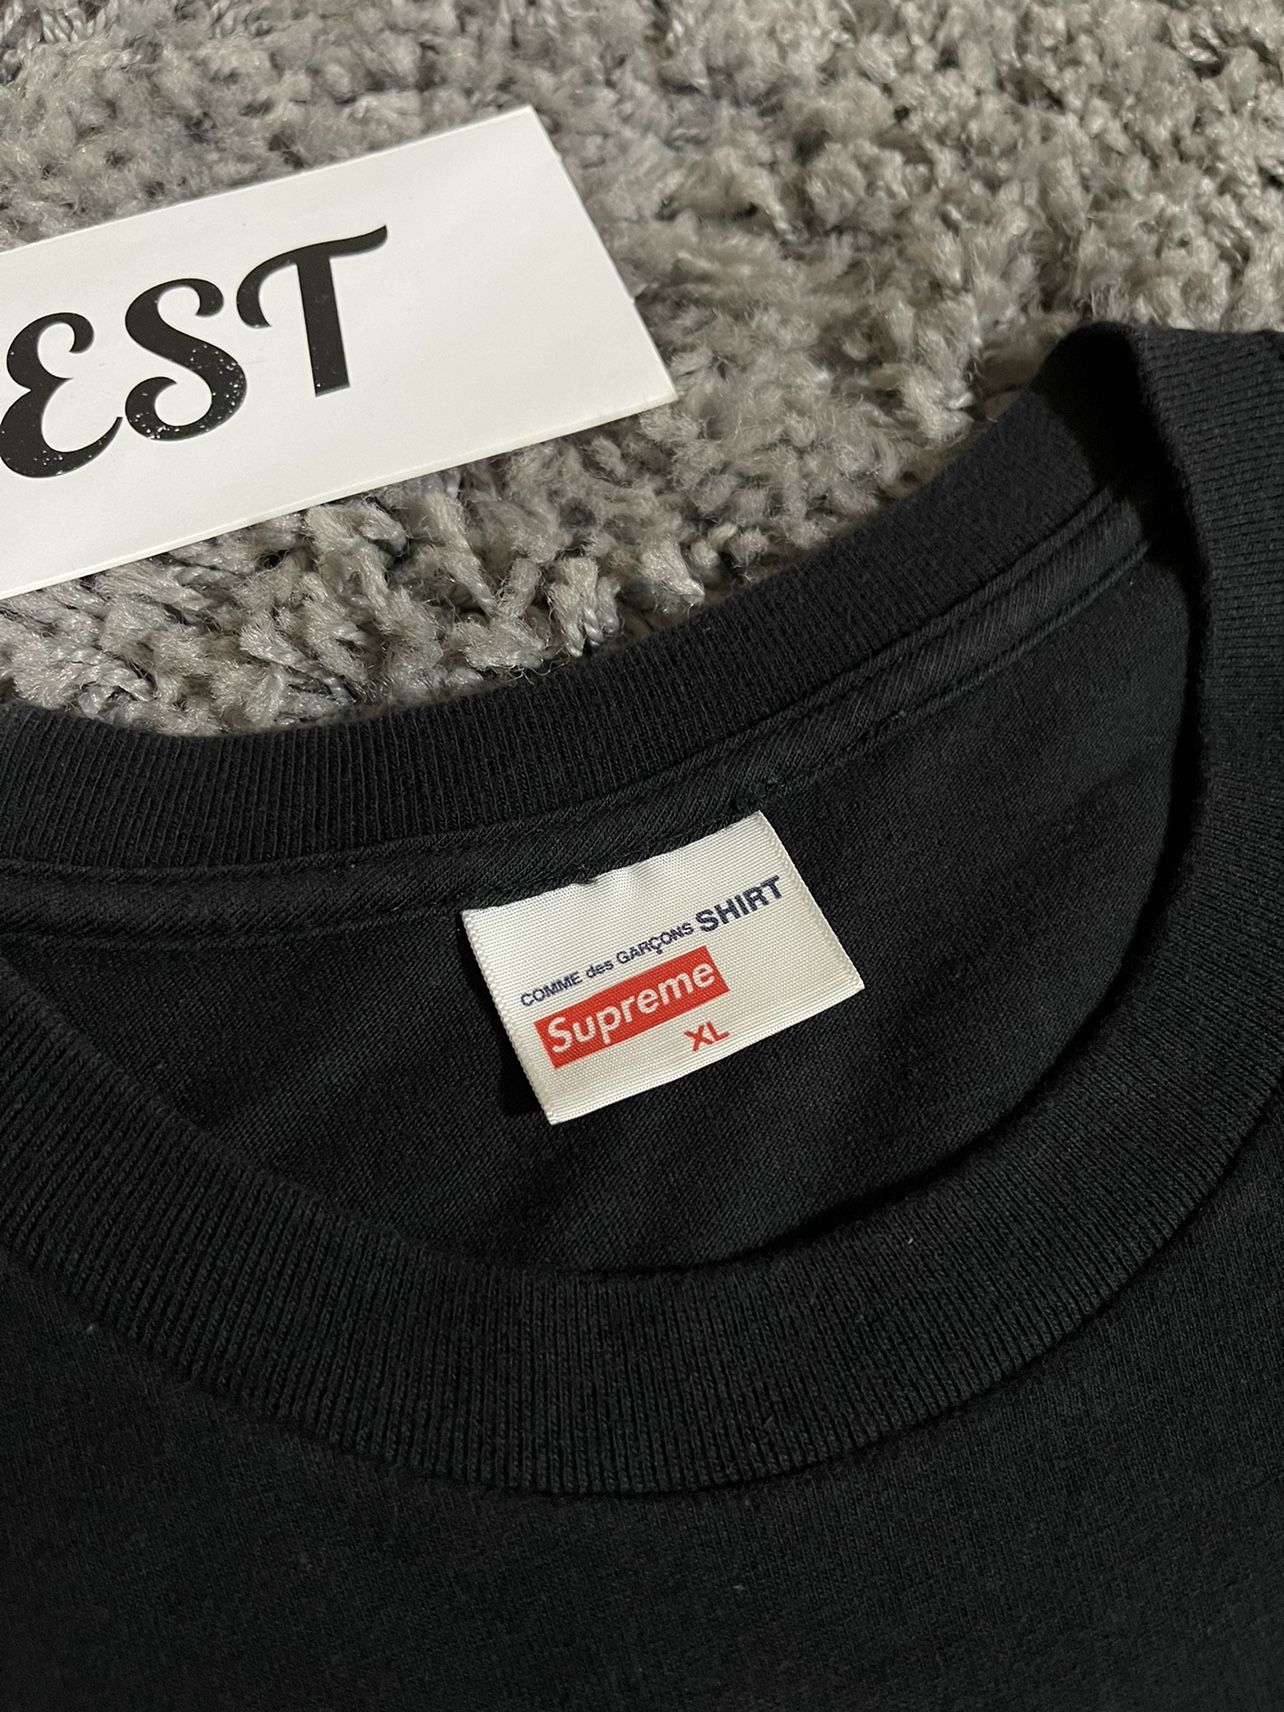 EST
COMME des GARÇONS SHIRT
Supreme
XL